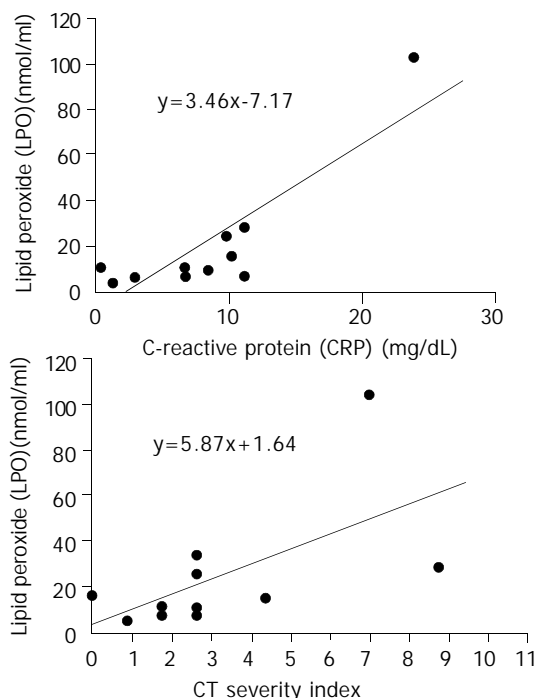 120
100
80
60
40
20
0
Lipid peroxide (LPO)(nmol/ml)
y=3.46x-7.17
0 10 20 30
C-reactive protein (CRP) (mg/dL)
120
100
80
60
40
20
0
Lipid peroxide (LPO)(nmol/ml)
y=5.87x+1.64
0 1 2 3 4 5 6 7 8 9 10 11
CT severity index